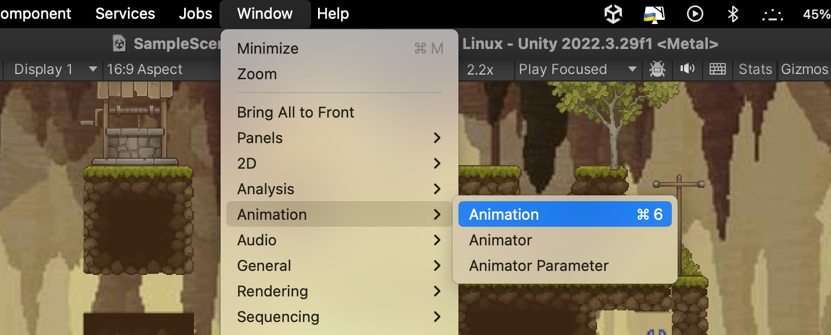 omponent Services Jobs Window Help 45%
SampleScen Linux - Unity 2022.3.29f1 <Metal>
Display 1 16:9 Aspect 2.2x Play Focused Stats Gizmos
Minimize ⌘ M
Zoom
Bring All to Front
Panels
2D
Analysis
Animation
Animation ⌘ 6
Audio
Animator
General
Animator Parameter
Rendering
Sequencing